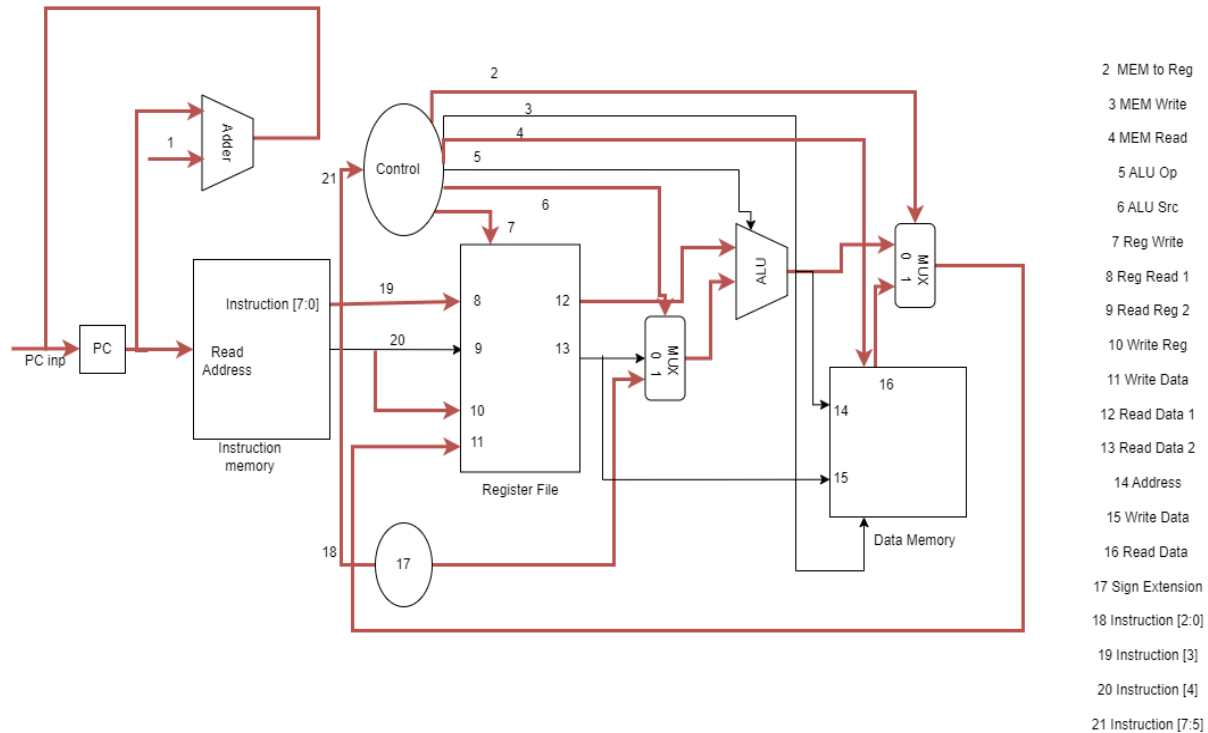 2
3
4
5
6
7
1
21
Adder
Control
PC inp
PC
Instruction [7:0]
Read
Address
Instruction
memory
19
20
8
9
10
11
12
13
Register File
MUX
0 1
ALU
MUX
0 1
16
14
15
Data Memory
18
17
2 MEM to Reg
3 MEM Write
4 MEM Read
5 ALU Op
6 ALU Src
7 Reg Write
8 Reg Read 1
9 Read Reg 2
10 Write Reg
11 Write Data
12 Read Data 1
13 Read Data 2
14 Address
15 Write Data
16 Read Data
17 Sign Extension
18 Instruction [2:0]
19 Instruction [3]
20 Instruction [4]
21 Instruction [7:5]